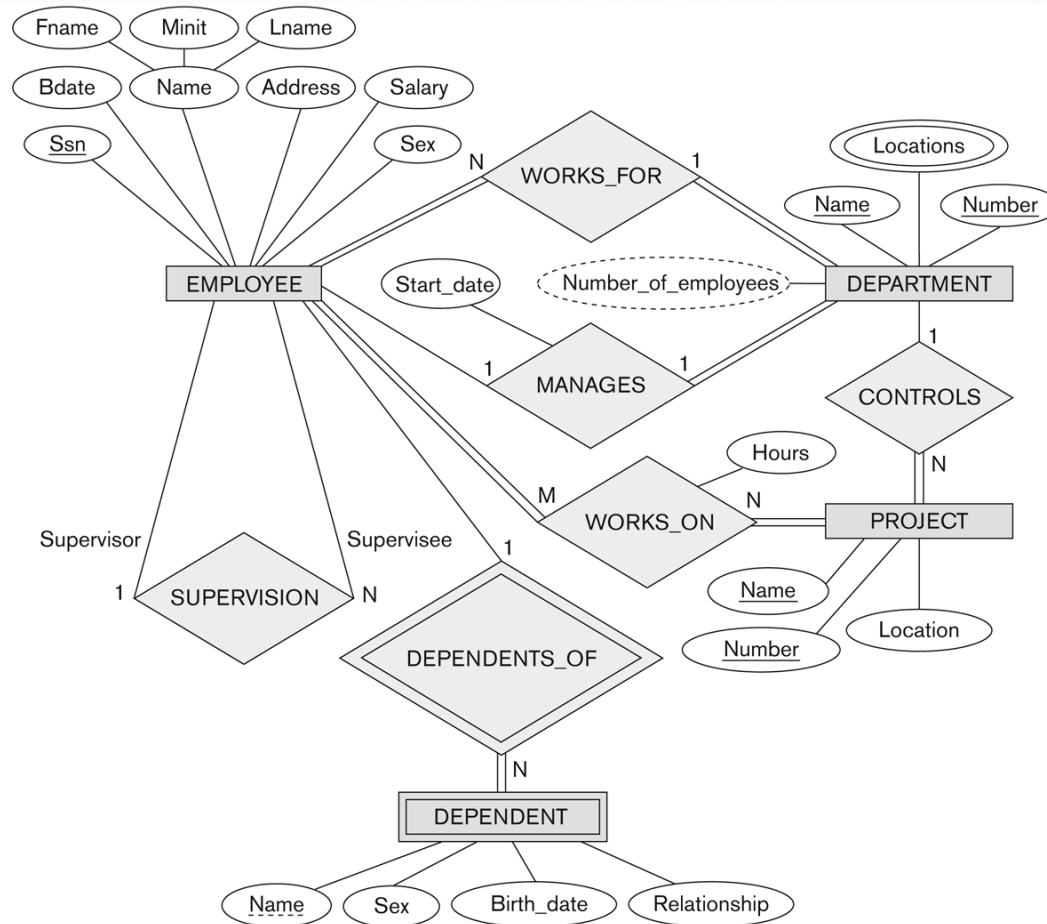 Fname
Minit
Lname
Bdate
Name
Address
Salary
Ssn
Sex
Locations
N
WORKS_FOR
1
Name
Number
EMPLOYEE
Start_date
Number_of_employees
DEPARTMENT
1
MANAGES
1
1
CONTROLS
N
Hours
M
WORKS_ON
N
PROJECT
Supervisor
Supervisee
1
SUPERVISION
N
1
Name
Number
Location
DEPENDENTS_OF
N
DEPENDENT
Name
Sex
Birth_date
Relationship